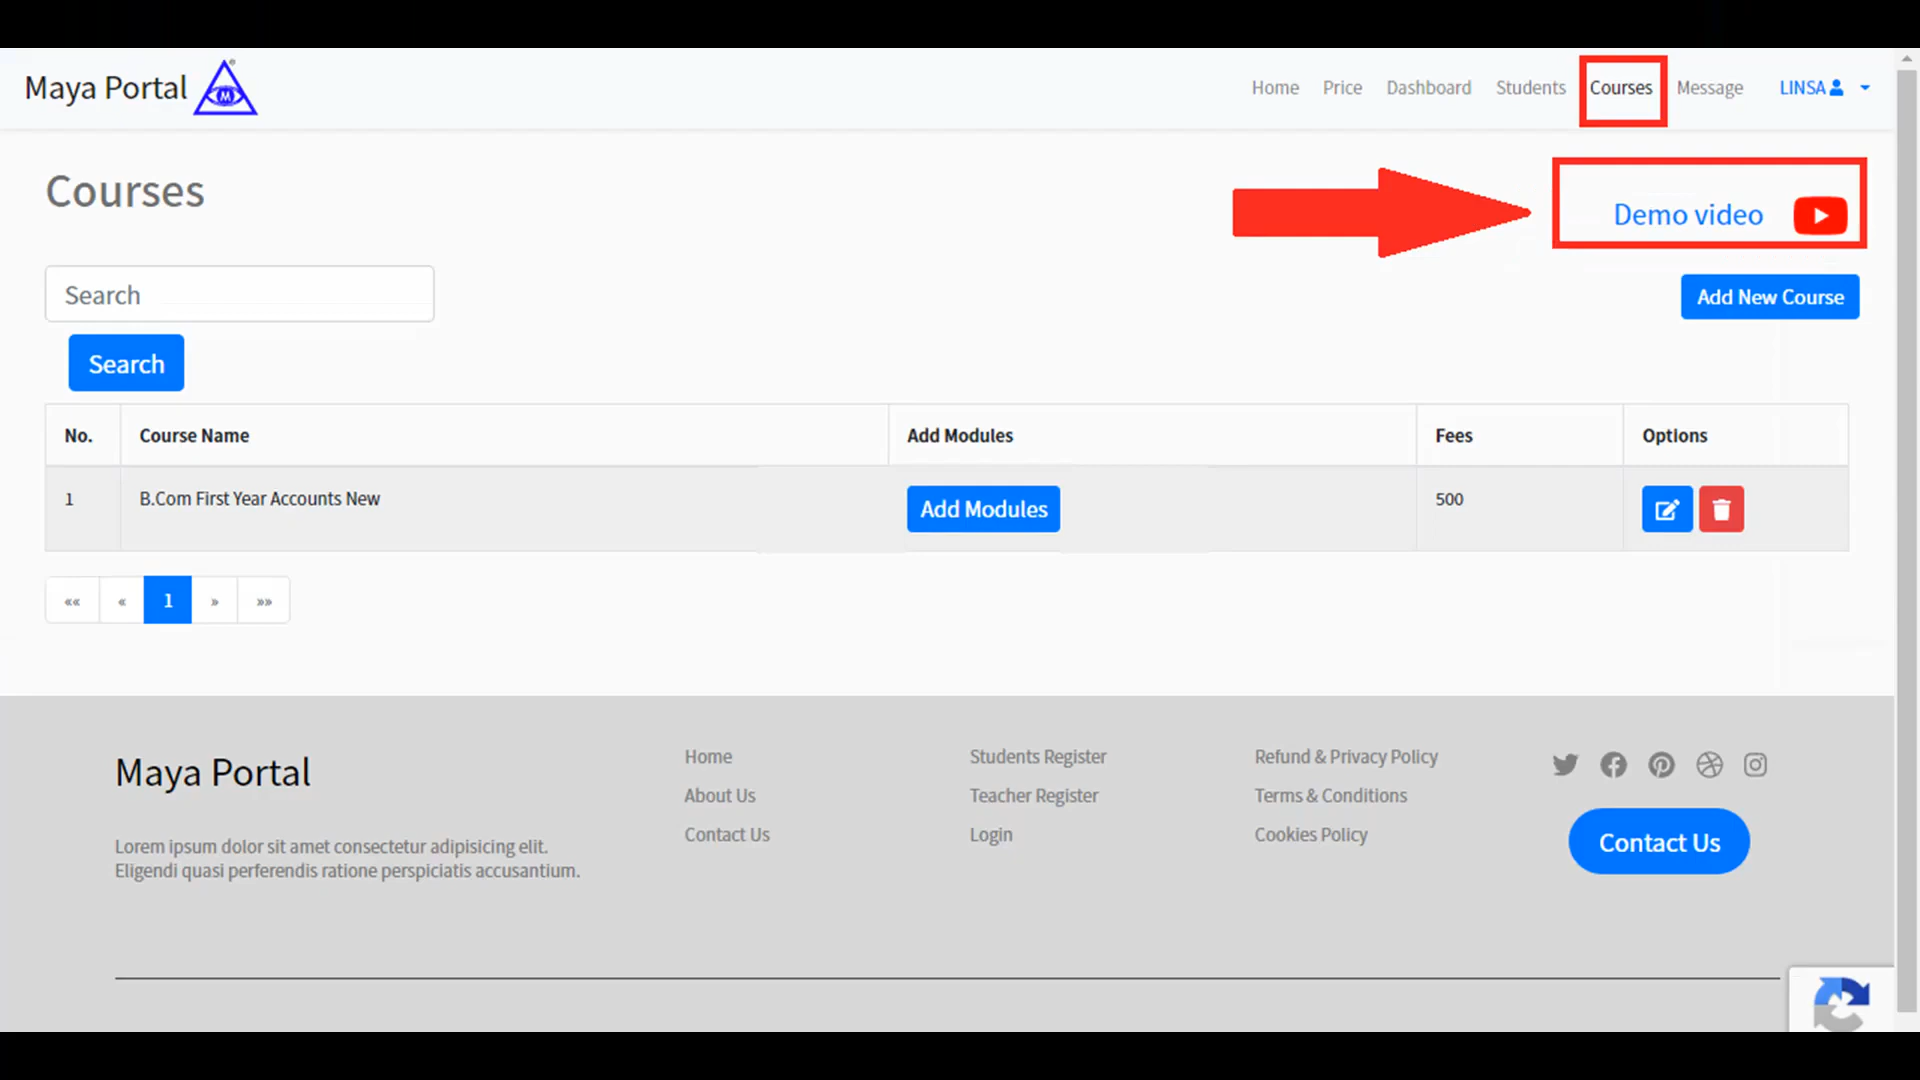 Maya Portal
Home Price Dashboard Students Courses Message LINSA
Courses
Demo video
Search
Add New Course
Search
No. Course Name Add Modules Fees Options
1 B.Com First Year Accounts New Add Modules 500
«« « 1 » »»
Maya Portal
Lorem ipsum dolor sit amet consectetur adipisicing elit.
Eligendi quasi perferendis ratione perspiciatis accusantium.
Home
About Us
Contact Us
Students Register
Teacher Register
Login
Refund & Privacy Policy
Terms & Conditions
Cookies Policy
Contact Us